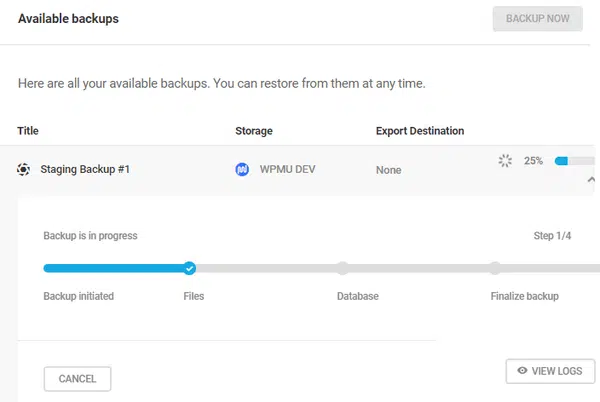 Available backups
BACKUP NOW
Here are all your available backups. You can restore from them at any time.
Title Storage Export Destination
Staging Backup #1 WPMU DEV None 25%
Backup is in progress Step 1/4
Backup initiated Files Database Finalize backup
CANCEL VIEW LOGS